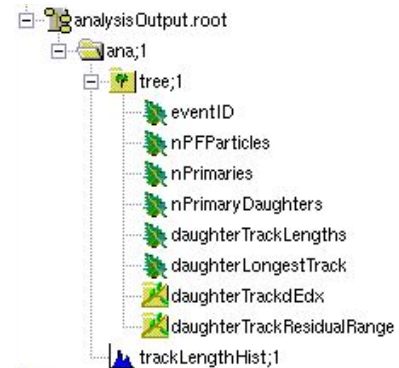 analysisOutput.root
ana;1
tree;1
eventID
nPFParticles
nPrimaries
nPrimaryDaughters
daughterTrackLengths
daughterLongestTrack
daughterTrackdEdx
daughterTrackResidualRange
trackLengthHist;1